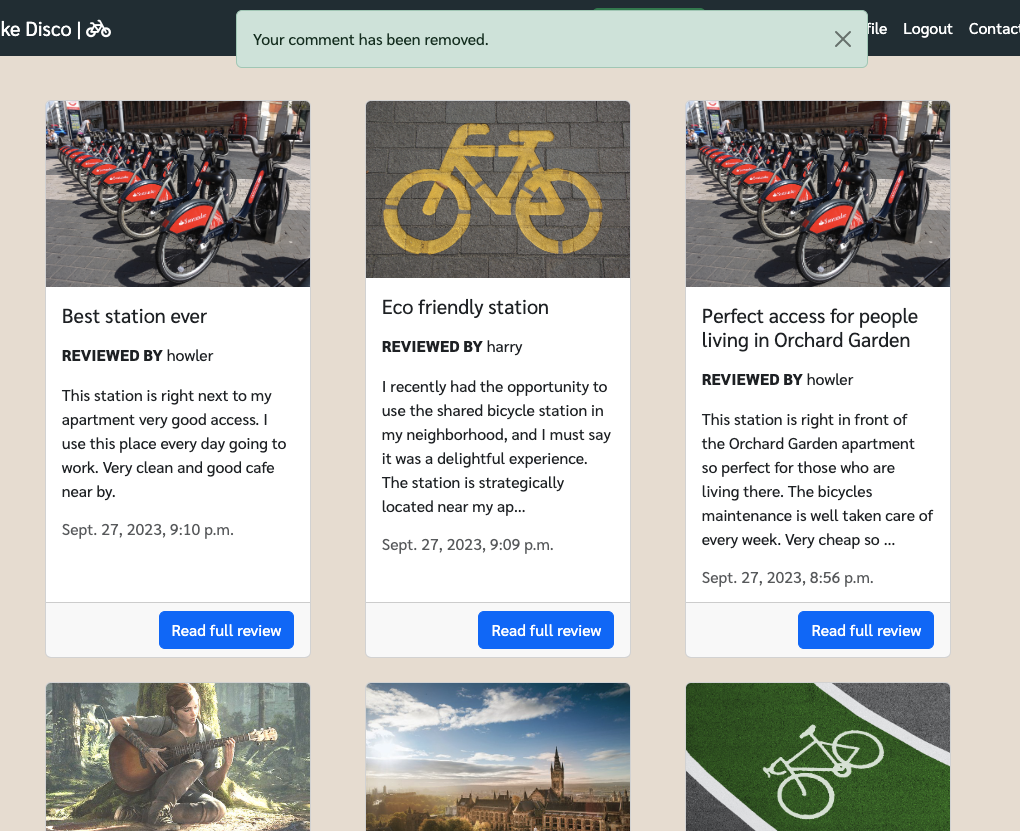 ke Disco |
file Logout Contact
Your comment has been removed.
Best station ever
REVIEWED BY howler
This station is right next to my
apartment very good access. I
use this place every day going to
work. Very clean and good cafe
near by.
Sept. 27, 2023, 9:10 p.m.
Read full review
Eco friendly station
REVIEWED BY harry
I recently had the opportunity to
use the shared bicycle station in
my neighborhood, and I must say
it was a delightful experience.
The station is strategically
located near my ap...
Sept. 27, 2023, 9:09 p.m.
Read full review
Perfect access for people
living in Orchard Garden
REVIEWED BY howler
This station is right in front of
the Orchard Garden apartment
so perfect for those who are
living there. The bicycles
maintenance is well taken care of
every week. Very cheap so ...
Sept. 27, 2023, 8:56 p.m.
Read full review